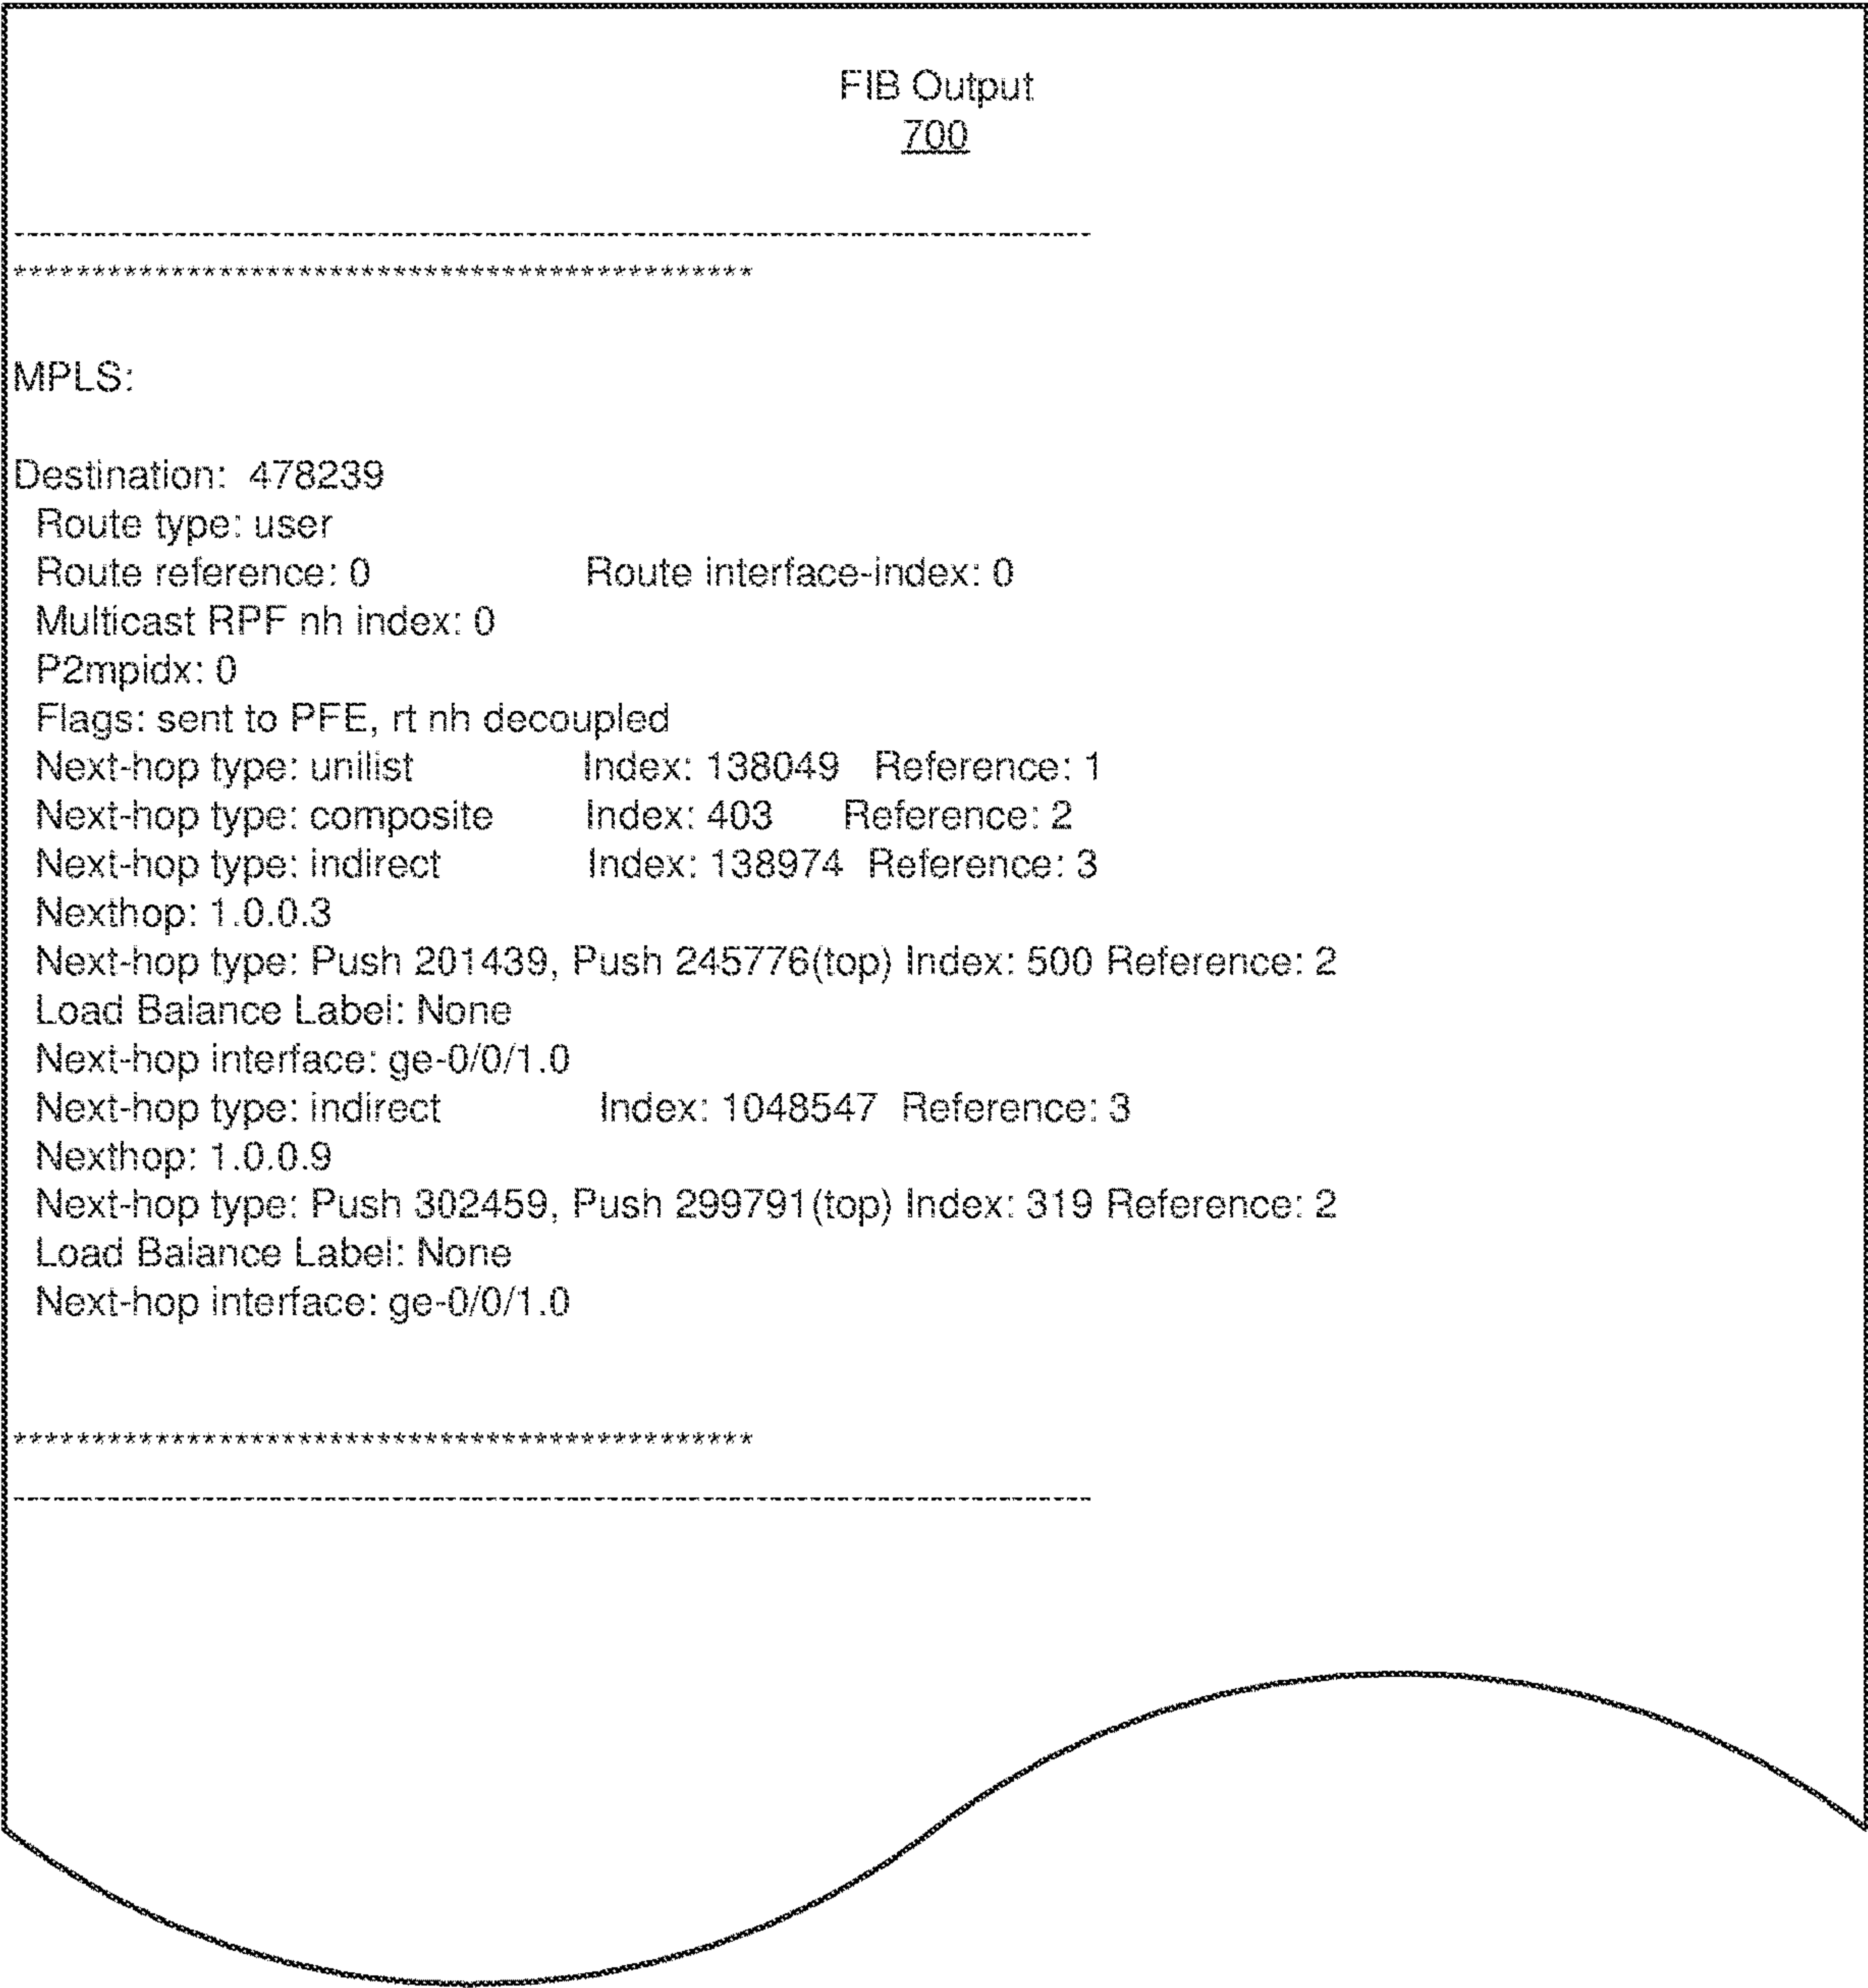 FIB Output
700
--------------------------------------------------------------------------------
***********************************************
MPLS:
Destination:  478239
Route type: user
Route reference: 0                   Route interface-index: 0
Multicast RPF nh index: 0
P2mpidx: 0
Flags: sent to PFE, rt nh decoupled
Next-hop type: unilist               Index: 138049   Reference: 1
Next-hop type: composite        Index: 403      Reference: 2
Next-hop type: indirect             Index: 138974  Reference: 3
Nexthop: 1.0.0.3
Next-hop type: Push 201439, Push 245776(top) Index: 500 Reference: 2
Load Balance Label: None
Next-hop interface: ge-0/0/1.0
Next-hop type: indirect              Index: 1048547  Reference: 3
Nexthop: 1.0.0.9
Next-hop type: Push 302459, Push 299791(top) Index: 319 Reference: 2
Load Balance Label: None
Next-hop interface: ge-0/0/1.0
***********************************************
--------------------------------------------------------------------------------